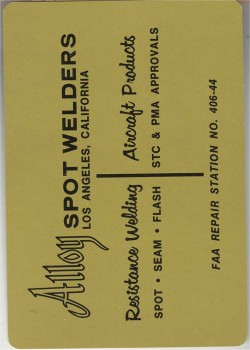 Alloy
SPOT WELDERS
LOS ANGELES, CALIFORNIA
Resistance Welding
SPOT • SEAM • FLASH
Aircraft Products
STC & PMA APPROVALS
FAA REPAIR STATION NO. 406-44